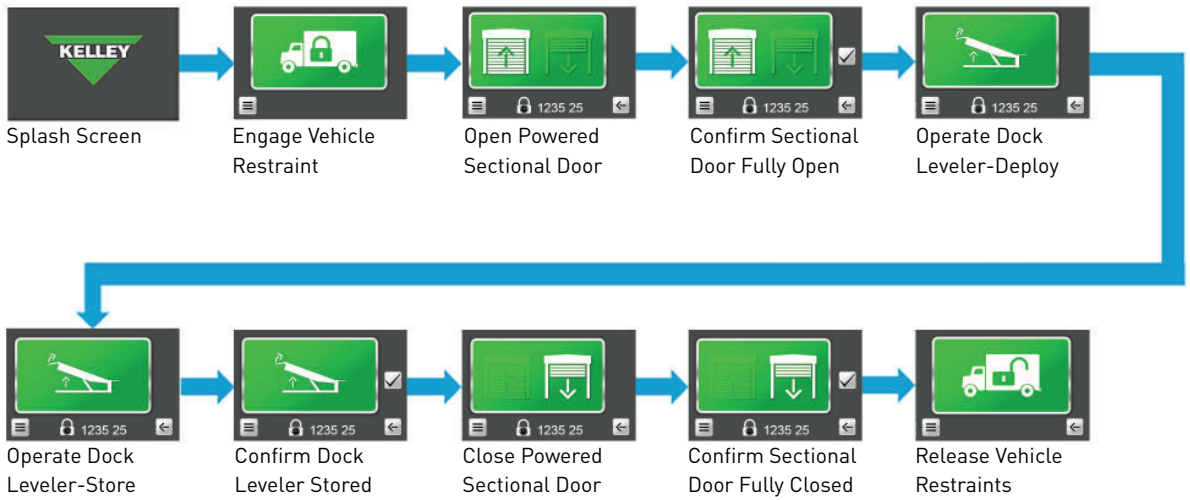 KELLEY
1235 25
1235 25
1235 25
Splash Screen
Engage Vehicle
Restraint
Open Powered
Sectional Door
Confirm Sectional
Door Fully Open
Operate Dock
Leveler-Deploy
1235 25
1235 25
1235 25
1235 25
Operate Dock
Leveler-Store
Confirm Dock
Leveler Stored
Close Powered
Sectional Door
Confirm Sectional
Door Fully Closed
Release Vehicle
Restraints